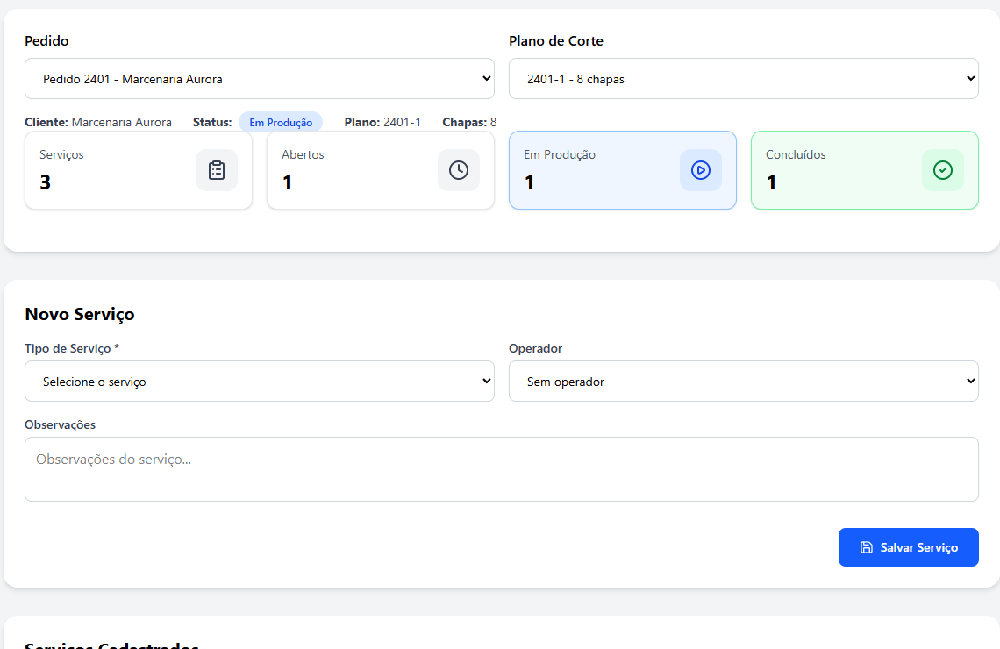 Pedido
Plano de Corte
Pedido 2401 - Marcenaria Aurora
2401-1 - 8 chapas
Cliente: Marcenaria Aurora Status: Em Produção Plano: 2401-1 Chapas: 8
Serviços
3
Abertos
1
Em Produção
1
Concluídos
1
Novo Serviço
Tipo de Serviço *
Operador
Selecione o serviço
Sem operador
Observações
Observações do serviço...
Salvar Serviço
Serviços Cadastrados